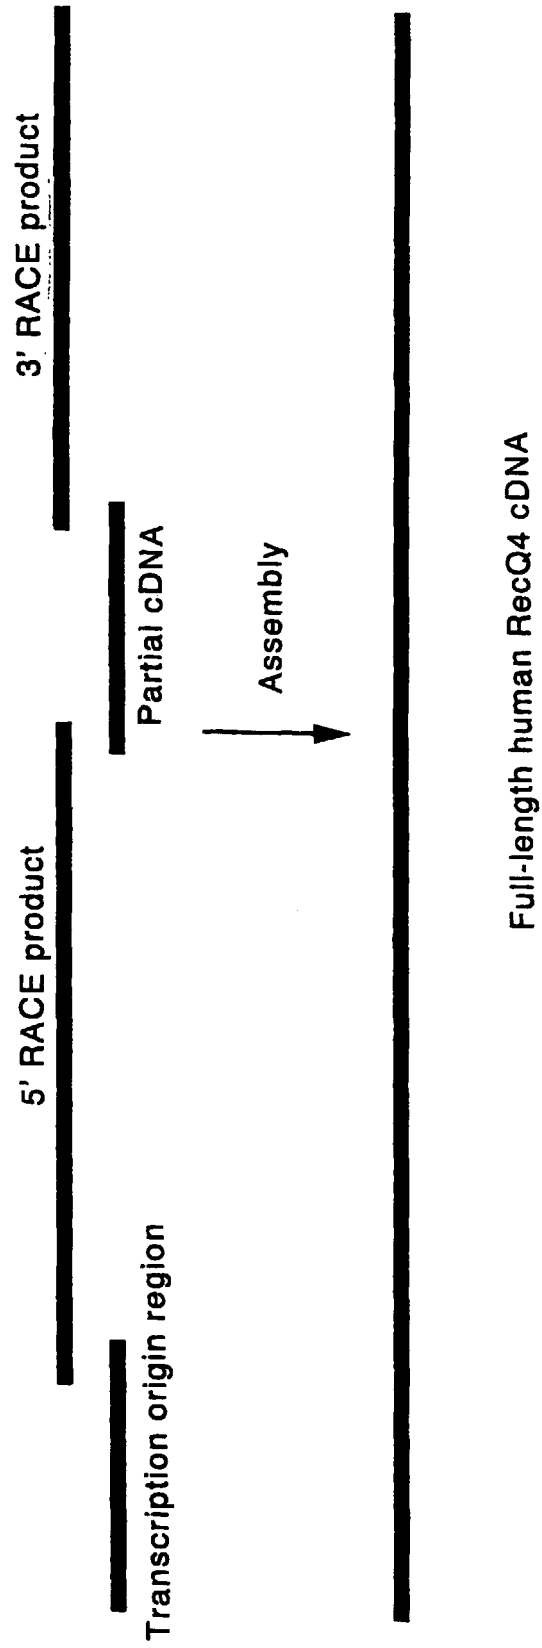 5' RACE product
3' RACE product
Transcription origin region
Partial cDNA
Assembly
Full-length human RecQ4 cDNA